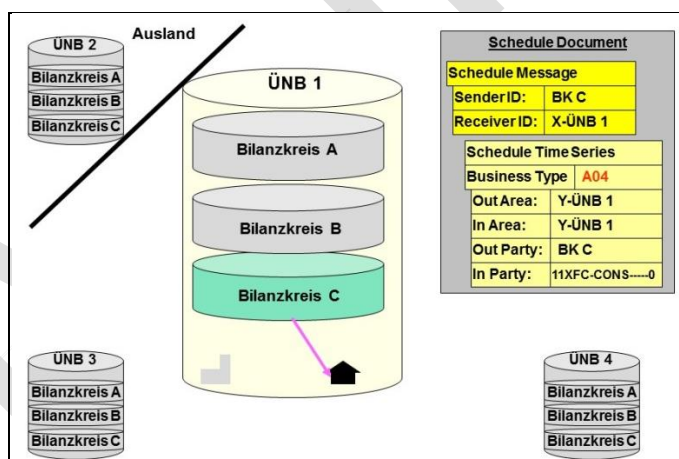 ÜNB 2
Bilanzkreis A
Bilanzkreis B
Bilanzkreis C
Ausland
ÜNB 1
Bilanzkreis A
Bilanzkreis B
Bilanzkreis C
Schedule Document
Schedule Message
SenderID: BK C
Receiver ID: X-ÜNB 1
Schedule Time Series
Business Type A04
Out Area: Y-ÜNB 1
In Area: Y-ÜNB 1
Out Party: BK C
In Party: 11XFC-CONS-----0
ÜNB 3
Bilanzkreis A
Bilanzkreis B
Bilanzkreis C
ÜNB 4
Bilanzkreis A
Bilanzkreis B
Bilanzkreis C